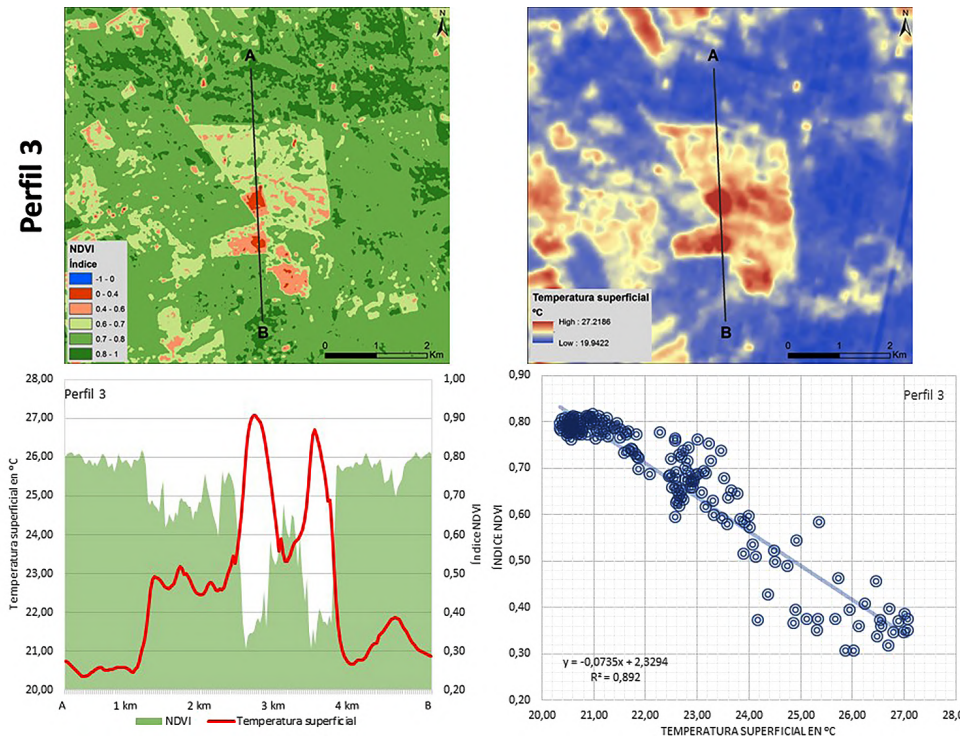 Perfil 3
N
A
B
NDVI
Índice
-1 - 0
0 - 0.4
0.4 - 0.6
0.6 - 0.7
0.7 - 0.8
0.8 - 1
0 1 2
Km
N
A
B
Temperatura superficial
ºC
High : 27.2186
Low : 19.9422
0 1 2
Km
Perfil 3
Temperatura superficial en °C
28,00
27,00
26,00
25,00
24,00
23,00
22,00
21,00
20,00
1,00
0,90
0,80
0,70
0,60
0,50
0,40
0,30
0,20
Índice NDVI
A 1 km 2 km 3 km 4 km B
NDVI Temperatura superficial
Perfil 3
ÍNDICE NDVI
0,90
0,80
0,70
0,60
0,50
0,40
0,30
0,20
y = -0,0735x + 2,3294
R² = 0,892
20,00 21,00 22,00 23,00 24,00 25,00 26,00 27,00 28,0
TEMPERATURA SUPERFICIAL EN ºC